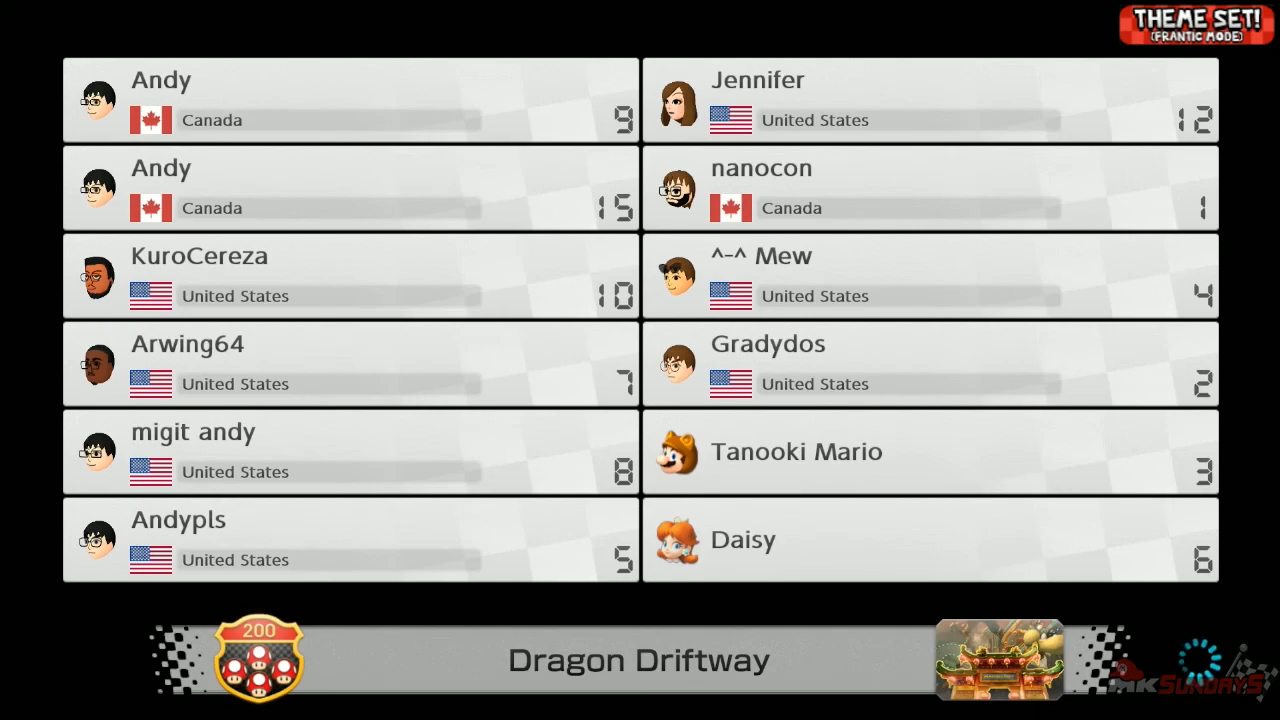 THEME SET!
(FRANTIC MODE)
Andy
Canada
9
Andy
Canada
15
KuroCereza
United States
10
Arwing64
United States
7
migit andy
United States
8
Andypls
United States
5
Jennifer
United States
12
nanocon
Canada
1
^-^ Mew
United States
4
Gradydos
United States
2
Tanooki Mario
3
Daisy
6
200
Dragon Driftway
MKSUNDAYS